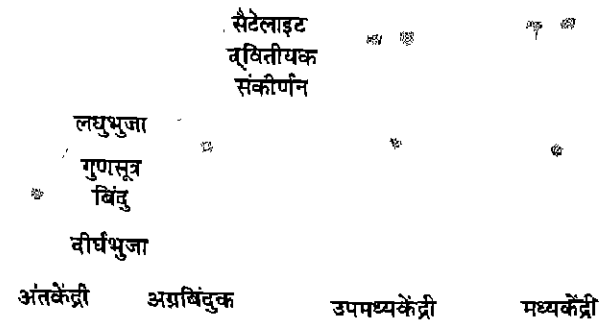 सैटेलाइट
द्वितीयक
संकीर्णन
लघुभुजा
गुणसूत्र
बिंदु
दीर्घभुजा
अंतकेंद्री अग्रबिंदुक उपमध्यकेंद्री मध्यकेंद्री